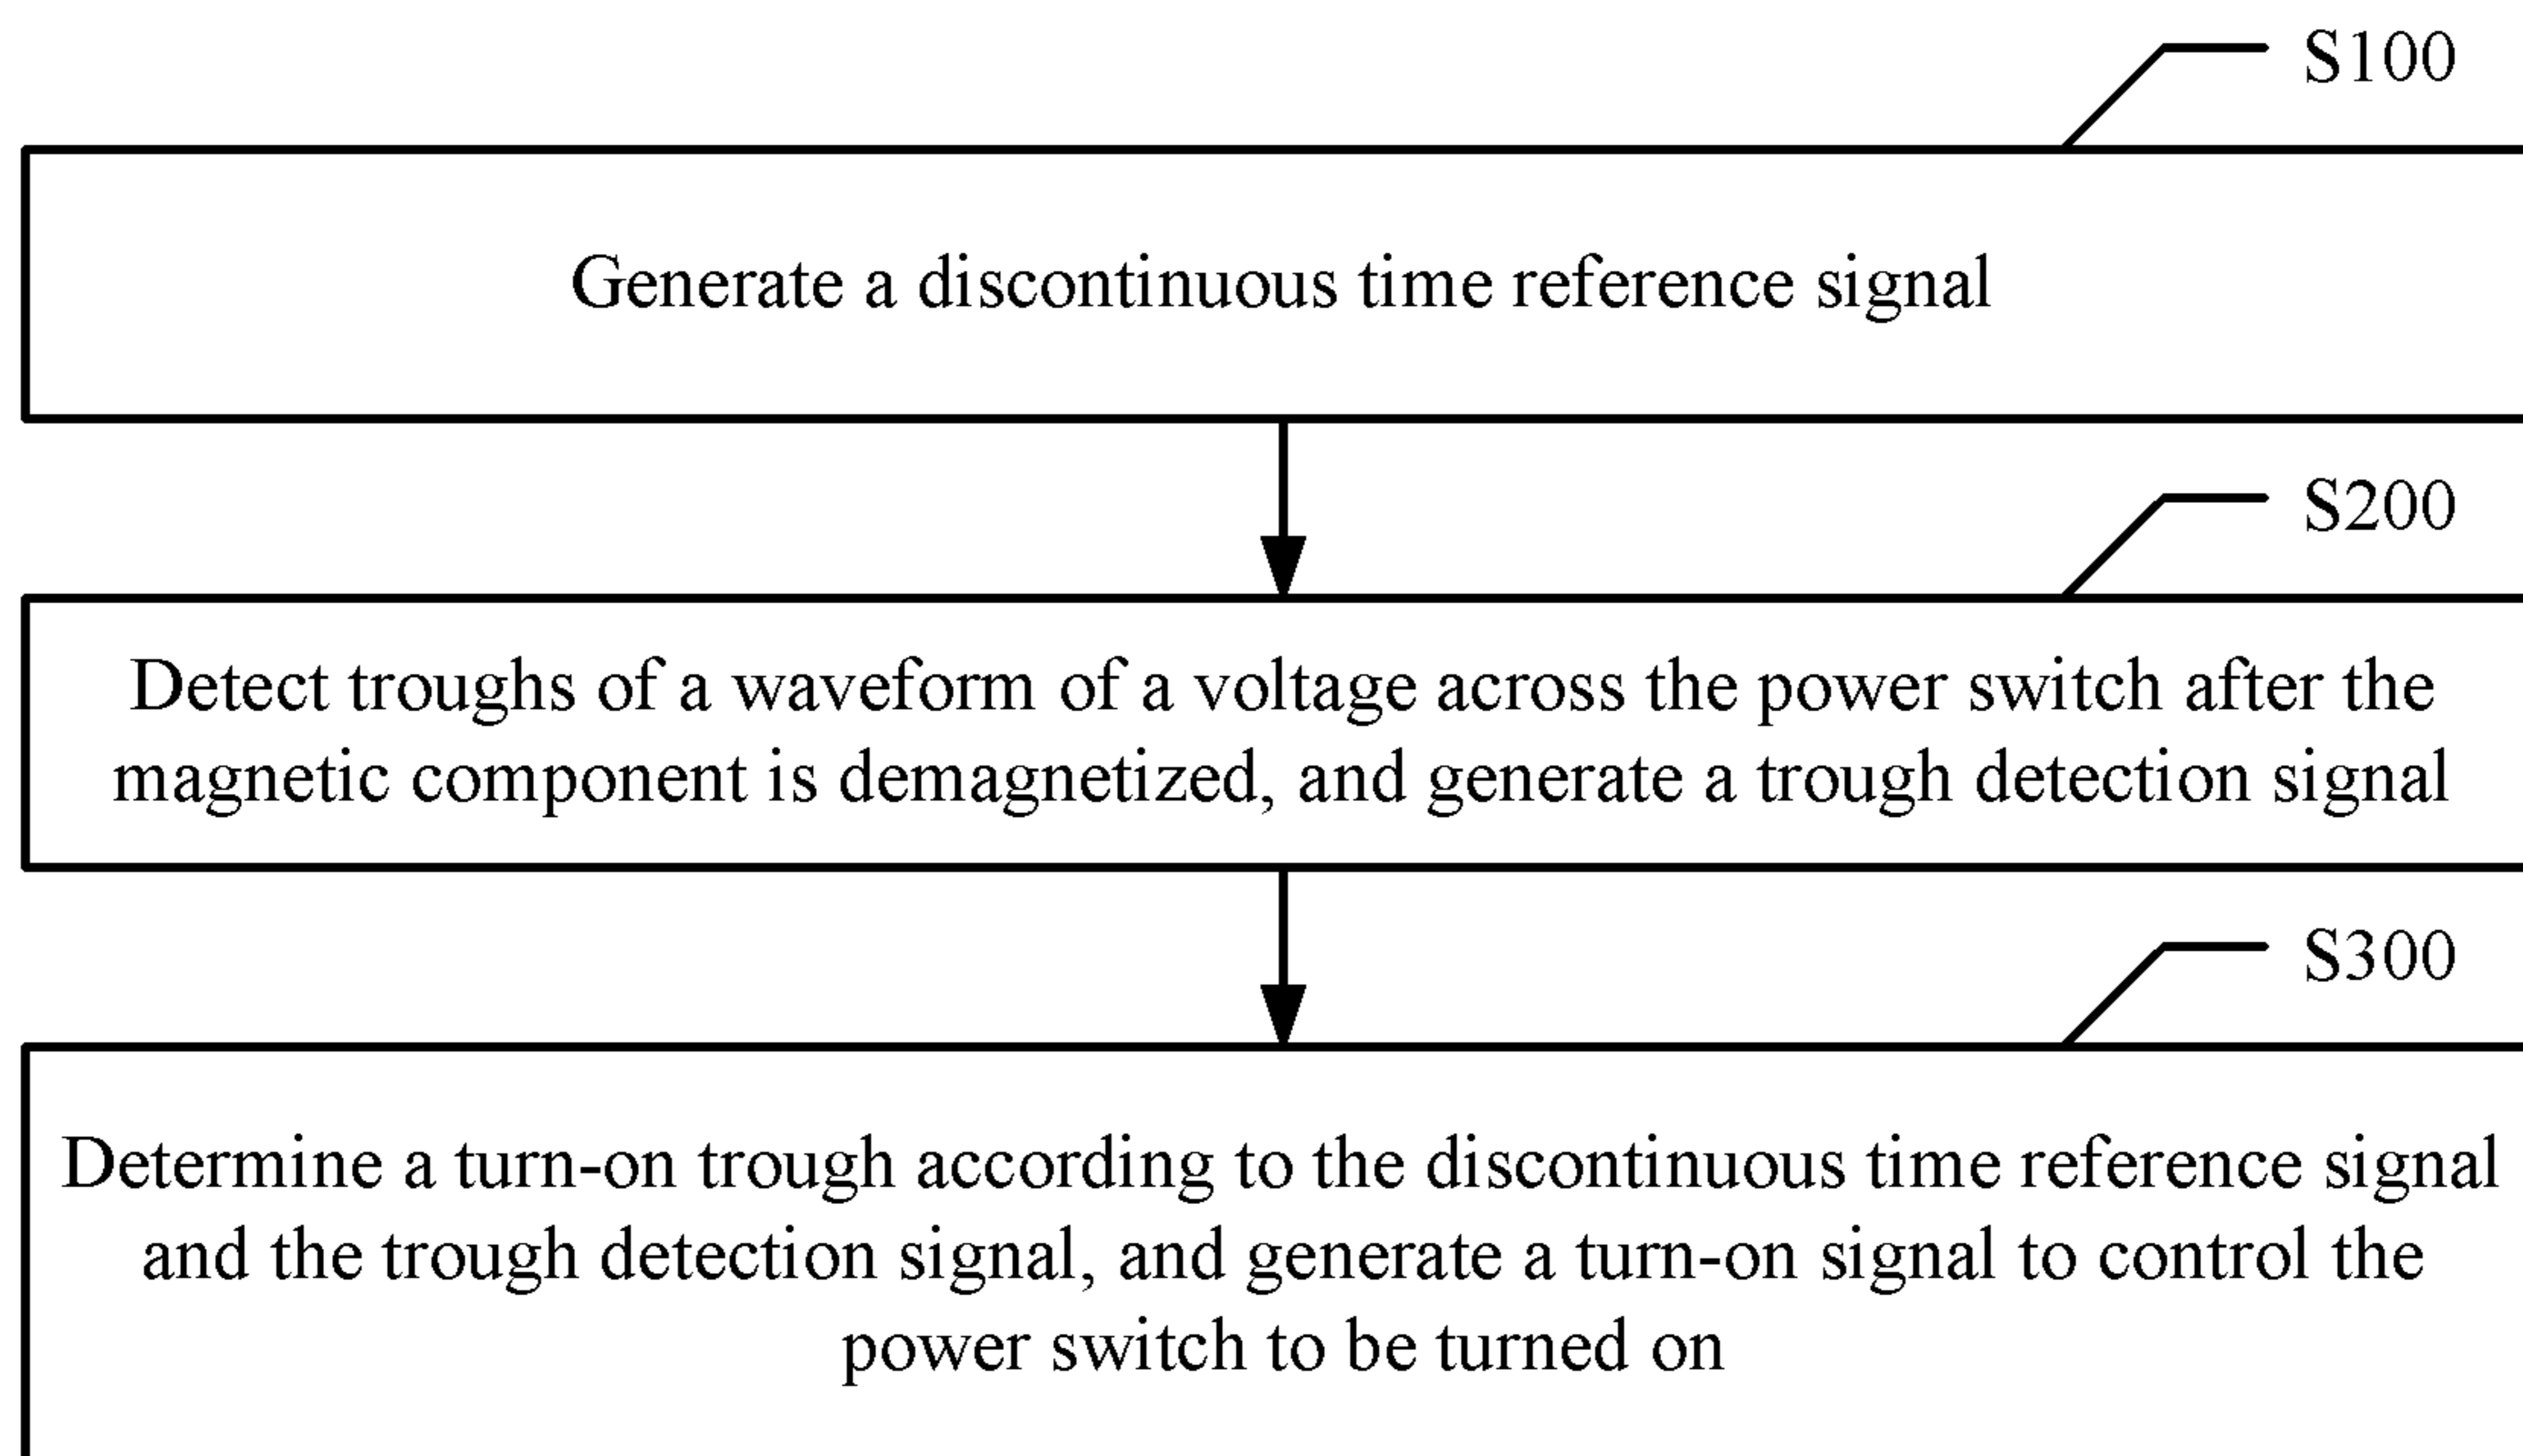 S100
Generate a discontinuous time reference signal
S200
Detect troughs of a waveform of a voltage across the power switch after the
magnetic component is demagnetized, and generate a trough detection signal
S300
Determine a turn-on trough according to the discontinuous time reference signal
and the trough detection signal, and generate a turn-on signal to control the
power switch to be turned on